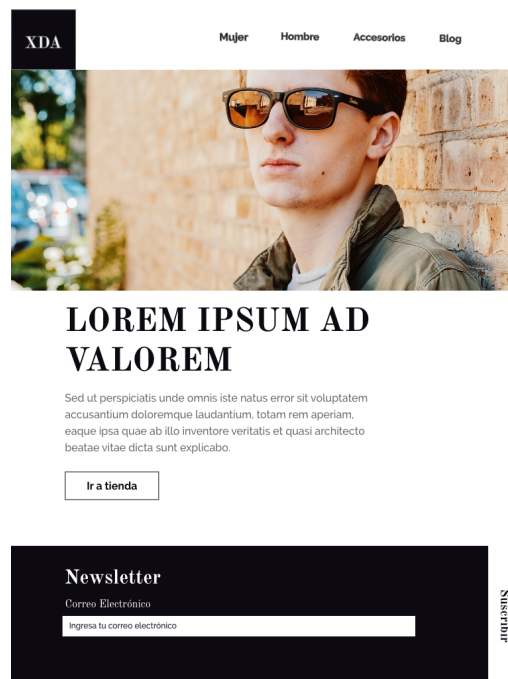 XDA
Mujer
Hombre
Accesorios
Blog
LOREM IPSUM AD
VALOREM
Sed ut perspiciatis unde omnis iste natus error sit voluptatem
accusantium doloremque laudantium, totam rem aperiam,
eaque ipsa quae ab illo inventore veritatis et quasi architecto
beatae vitae dicta sunt explicabo.
Ir a tienda
Newsletter
Correo Electrónico
Ingresa tu correo electrónico
Suscribir